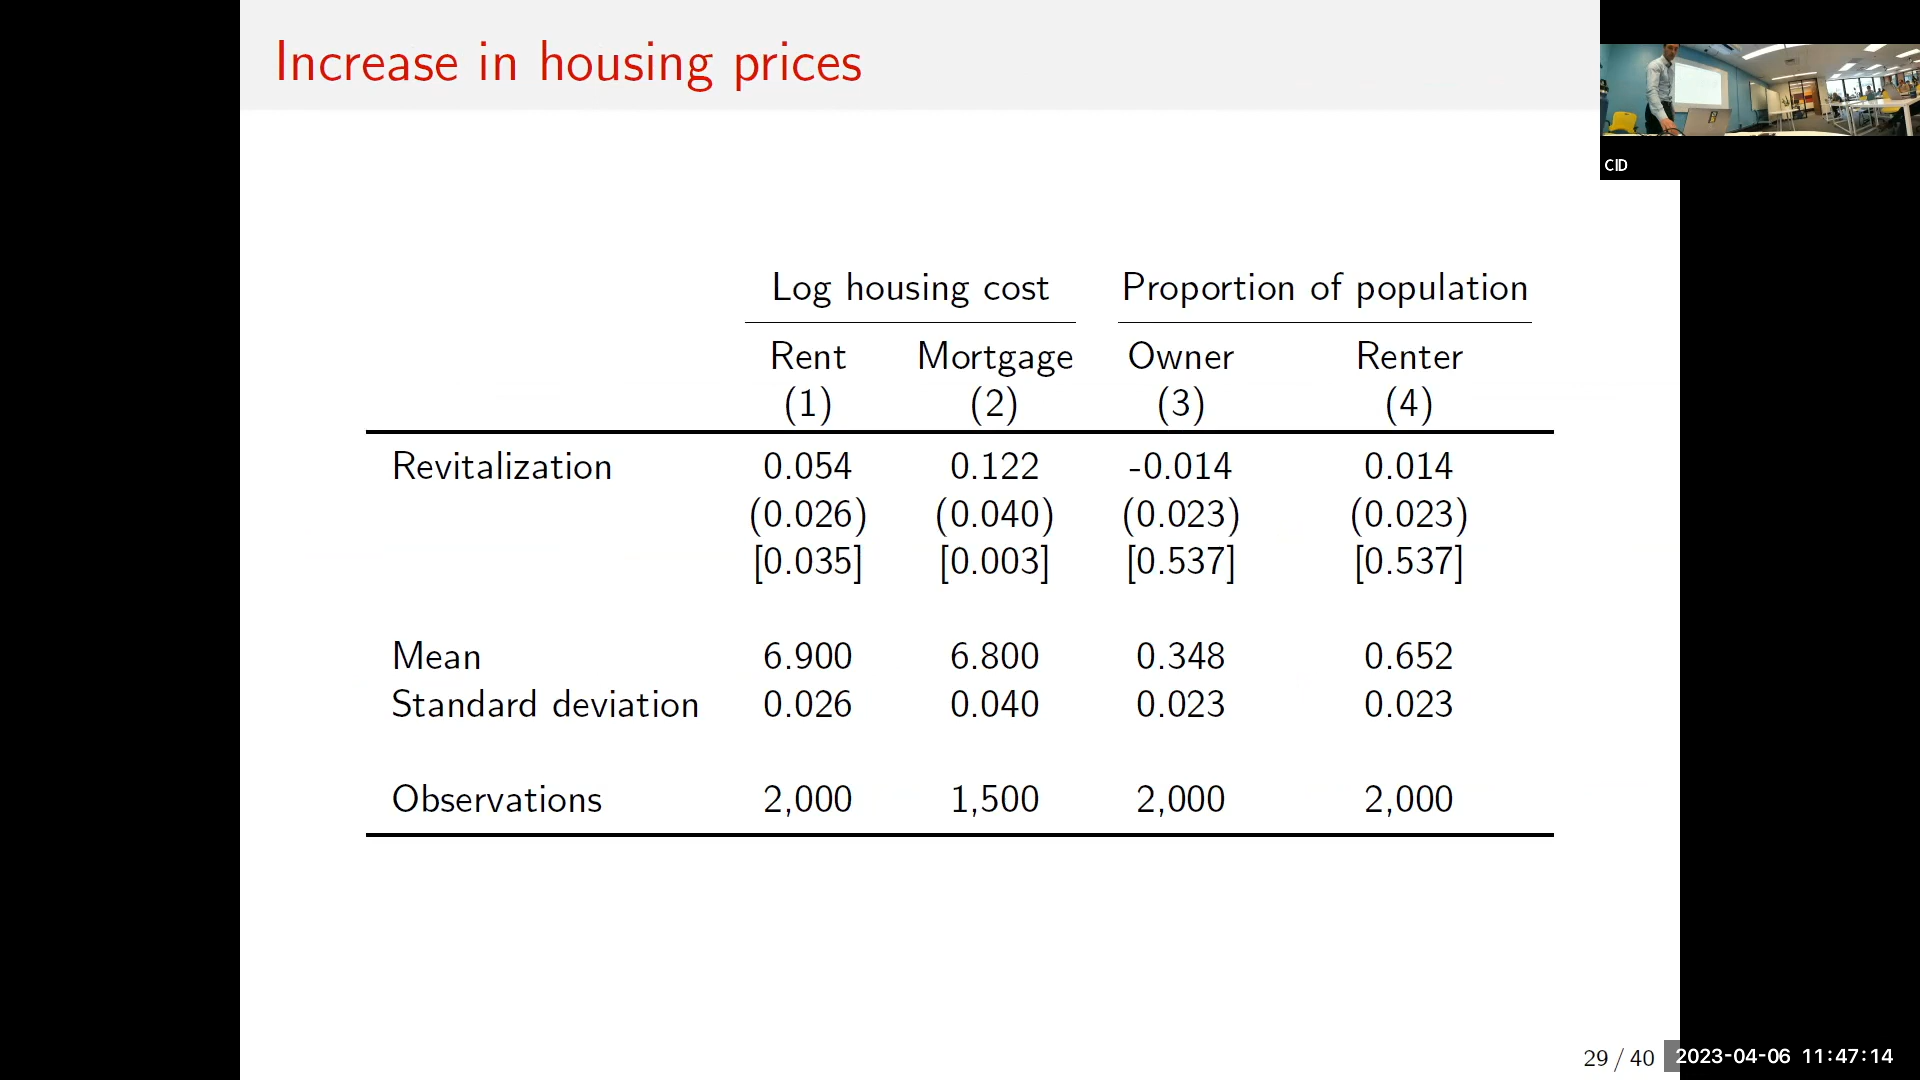 Increase in housing prices
CID
Log housing cost Proportion of population
Rent Mortgage Owner Renter
(1) (2) (3) (4)
Revitalization 0.054 0.122 -0.014 0.014
(0.026) (0.040) (0.023) (0.023)
[0.035] [0.003] [0.537] [0.537]
Mean 6.900 6.800 0.348 0.652
Standard deviation 0.026 0.040 0.023 0.023
Observations 2,000 1,500 2,000 2,000
29 / 40
2023-04-06 11:47:14